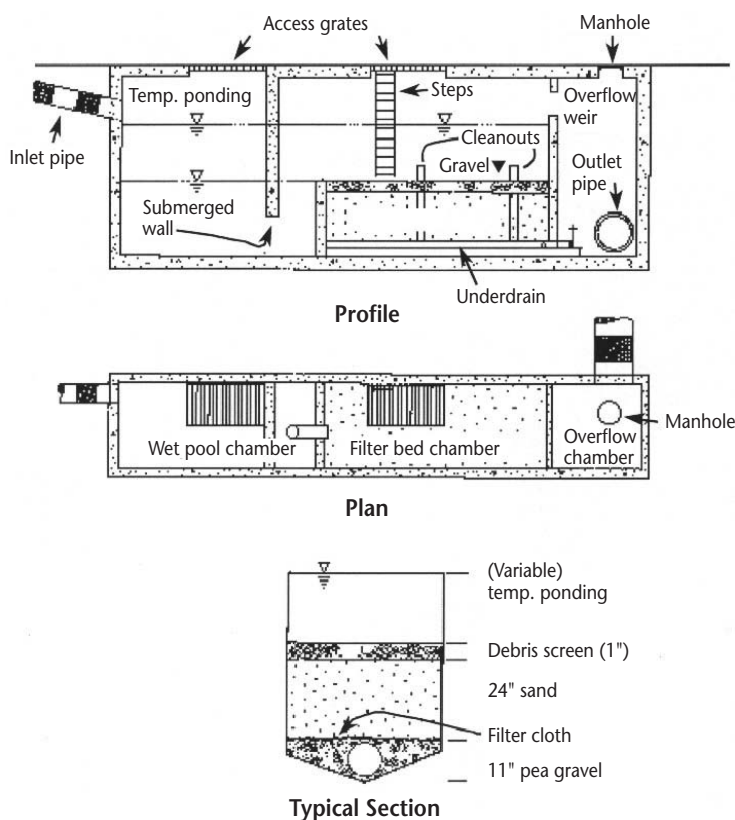 Access grates
Manhole
Temp. ponding
Steps
Overflow
weir
Inlet pipe
Cleanouts
Gravel
Outlet
pipe
Submerged
wall
Underdrain
Profile
Wet pool chamber
Filter bed chamber
Overflow
chamber
Manhole
Plan
(Variable)
temp. ponding
Debris screen (1")
24" sand
Filter cloth
11" pea gravel
Typical Section